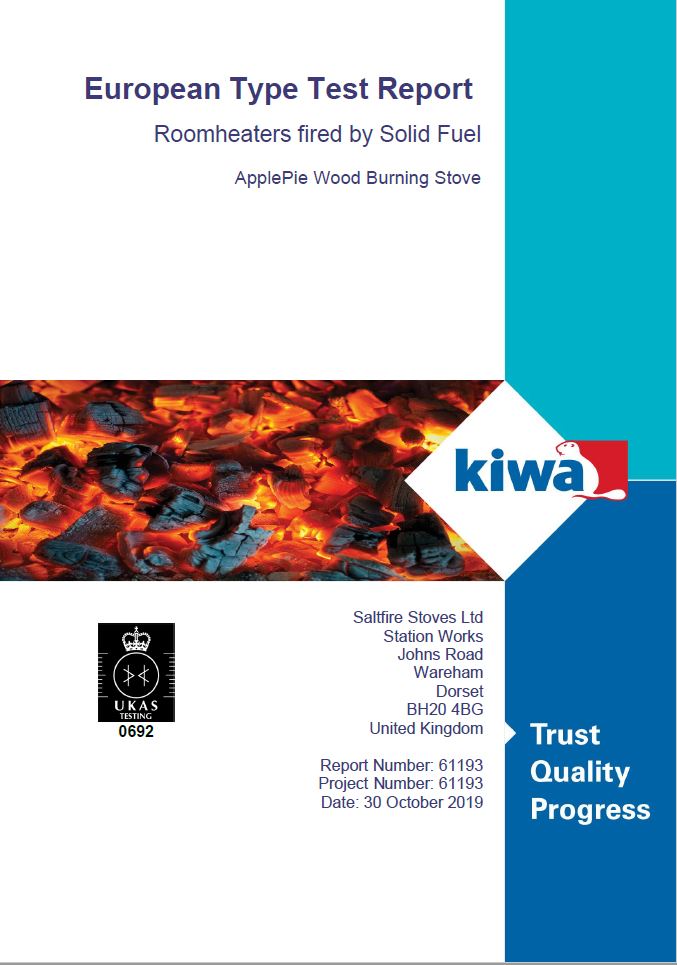 European Type Test Report
Roomheaters fired by Solid Fuel
ApplePie Wood Burning Stove
kiwa
Saltfire Stoves Ltd
Station Works
Johns Road
Wareham
Dorset
BH20 4BG
United Kingdom
UKAS
TESTING
0692
Report Number: 61193
Project Number: 61193
Date: 30 October 2019
Trust
Quality
Progress